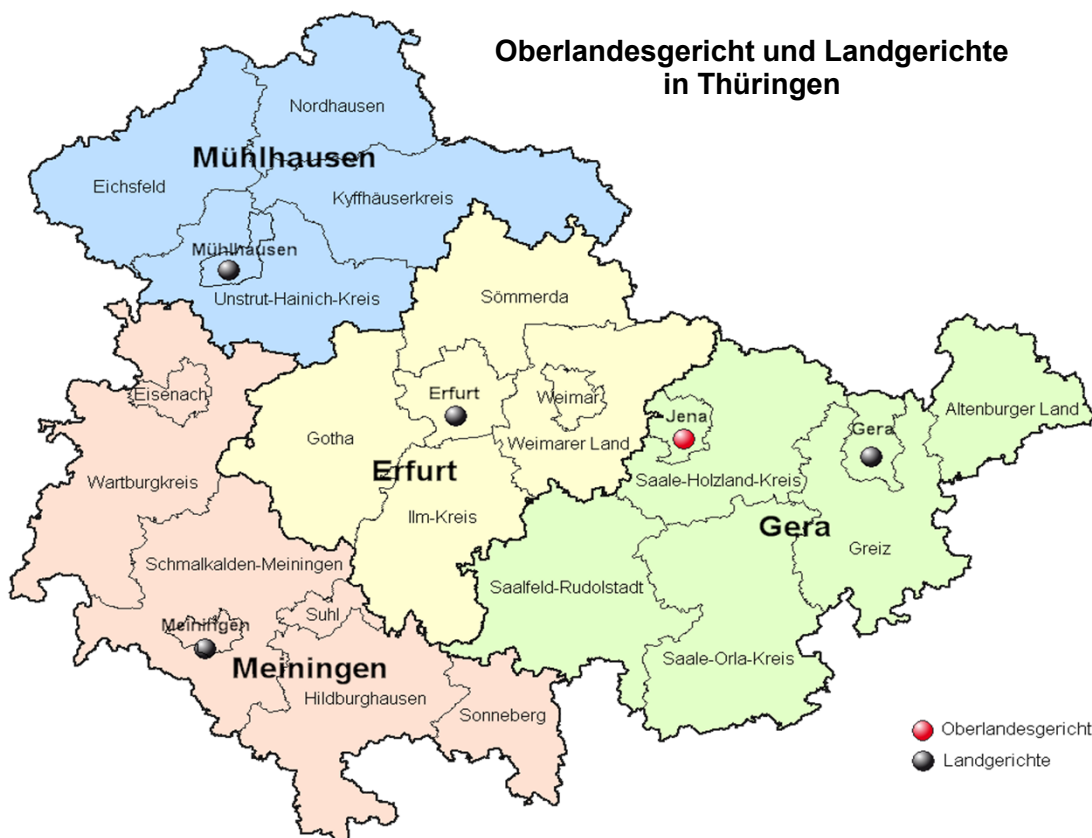 Oberlandesgericht und Landgerichte
in Thüringen
Nordhausen
Mühlhausen
Eichsfeld
Kyffhäuserkreis
Mühlhausen
Unstrut-Hainich-Kreis
Sömmerda
Eisenach
Erfurt
Weimar
Jena
Gera
Altenburger Land
Gotha
Weimarer Land
Erfurt
Wartburgkreis
Saale-Holzland-Kreis
Ilm-Kreis
Gera
Greiz
Schmalkalden-Meiningen
Saalfeld-Rudolstadt
Suhl
Meiningen
Saale-Orla-Kreis
Meiningen
Hildburghausen
Sonneberg
Oberlandesgericht
Landgerichte